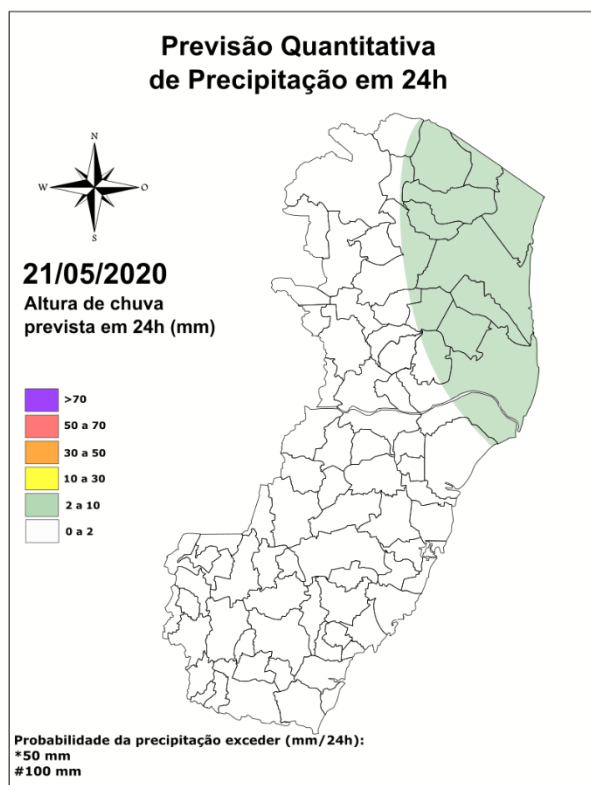 Previsão Quantitativa
de Precipitação em 24h
N
W
O
S
21/05/2020
Altura de chuva
prevista em 24h (mm)
>70
50 a 70
30 a 50
10 a 30
2 a 10
0 a 2
Probabilidade da precipitação exceder (mm/24h):
*50 mm
#100 mm